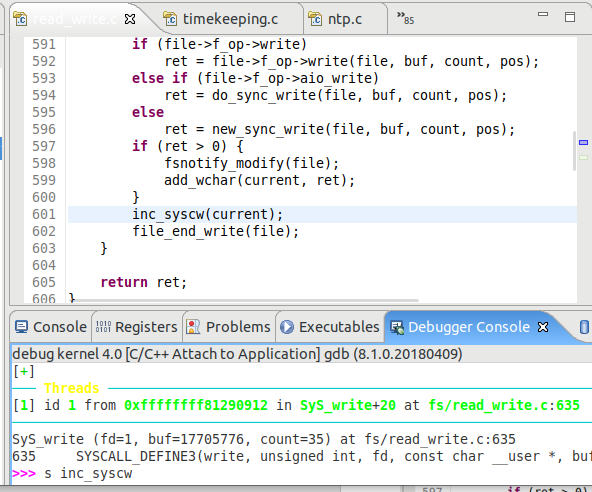 read_write.c timekeeping.c ntp.c »85
591 if (file->f_op->write)
592 ret = file->f_op->write(file, buf, count, pos);
593 else if (file->f_op->aio_write)
594 ret = do_sync_write(file, buf, count, pos);
595 else
596 ret = new_sync_write(file, buf, count, pos);
597 if (ret > 0) {
598 fsnotify_modify(file);
599 add_wchar(current, ret);
600 }
601 inc_syscw(current);
602 file_end_write(file);
603 }
604
605 return ret;
606 }
Console Registers Problems Executables Debugger Console
debug kernel 4.0 [C/C++ Attach to Application] gdb (8.1.0.20180409)
[+]
Threads
[1] id 1 from 0xffffffff81290912 in SyS_write+20 at fs/read_write.c:635
SyS_write (fd=1, buf=17705776, count=35) at fs/read_write.c:635
635 SYSCALL_DEFINE3(write, unsigned int, fd, const char __user *, buf
>>> s inc_syscw
597 if (ret > 0)